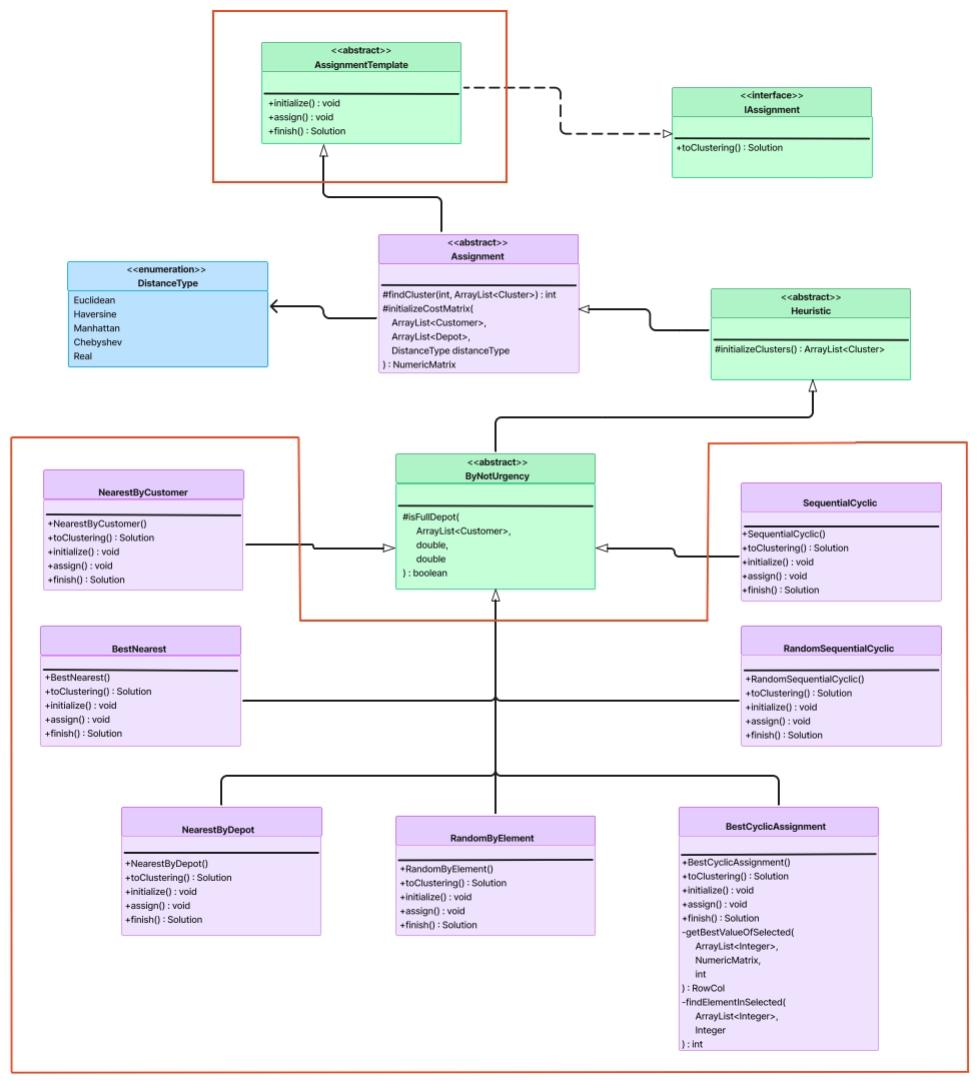 <<abstract>>
AssignmentTemplate
+initialize() : void
+assign() : void
+finish() : Solution
<<interface>>
IAssignment
+toClustering() : Solution
<<abstract>>
Assignment
#findCluster(int, ArrayList<Cluster>) : int
#initializeCostMatrix(
ArrayList<Customer>,
ArrayList<Depot>,
DistanceType distanceType
) : NumericMatrix
<<enumeration>>
DistanceType
Euclidean
Haversine
Manhattan
Chebyshev
Real
<<abstract>>
Heuristic
#initializeClusters() : ArrayList<Cluster>
<<abstract>>
ByNotUrgency
#isFullDepot(
ArrayList<Customer>,
double,
double
) : boolean
NearestByCustomer
+NearestByCustomer()
+toClustering() : Solution
+initialize() : void
+assign() : void
+finish() : Solution
SequentialCyclic
+SequentialCyclic()
+toClustering() : Solution
+initialize() : void
+assign() : void
+finish() : Solution
BestNearest
+BestNearest()
+toClustering() : Solution
+initialize() : void
+assign() : void
+finish() : Solution
RandomSequentialCyclic
+RandomSequentialCyclic()
+toClustering() : Solution
+initialize() : void
+assign() : void
+finish() : Solution
NearestByDepot
+NearestByDepot()
+toClustering() : Solution
+initialize() : void
+assign() : void
+finish() : Solution
RandomByElement
+RandomByElement()
+toClustering() : Solution
+initialize() : void
+assign() : void
+finish() : Solution
BestCyclicAssignment
+BestCyclicAssignment()
+toClustering() : Solution
+initialize() : void
+assign() : void
+finish() : Solution
-getBestValueOfSelected(
ArrayList<Integer>,
NumericMatrix,
int
) : RowCol
-findElementInSelected(
ArrayList<Integer>,
Integer
) : int